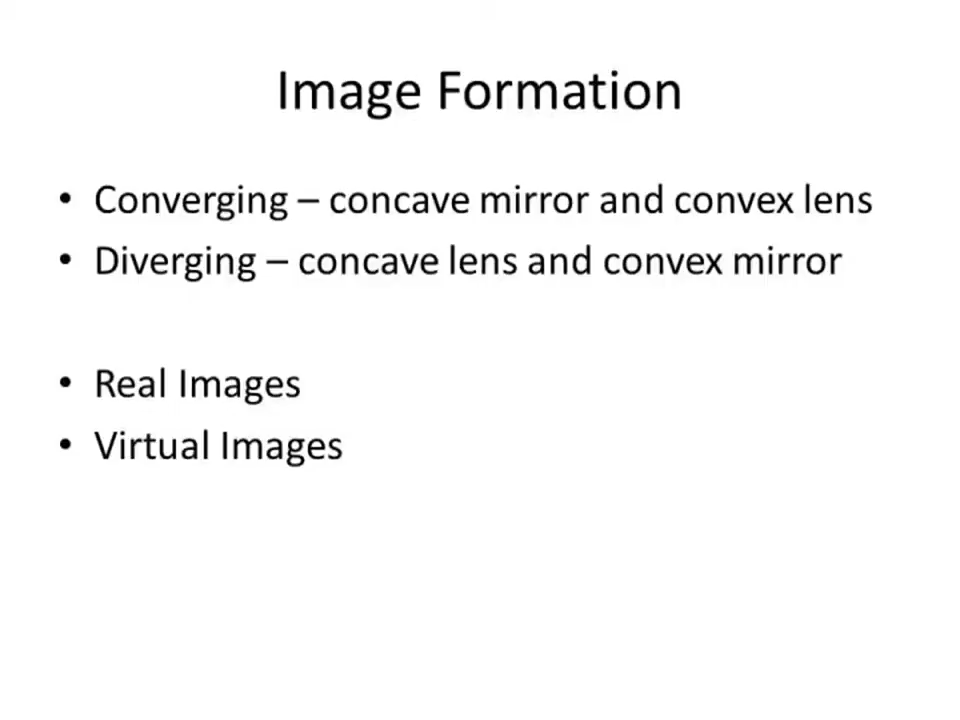 Image Formation
• Converging – concave mirror and convex lens
• Diverging – concave lens and convex mirror
• Real Images
• Virtual Images